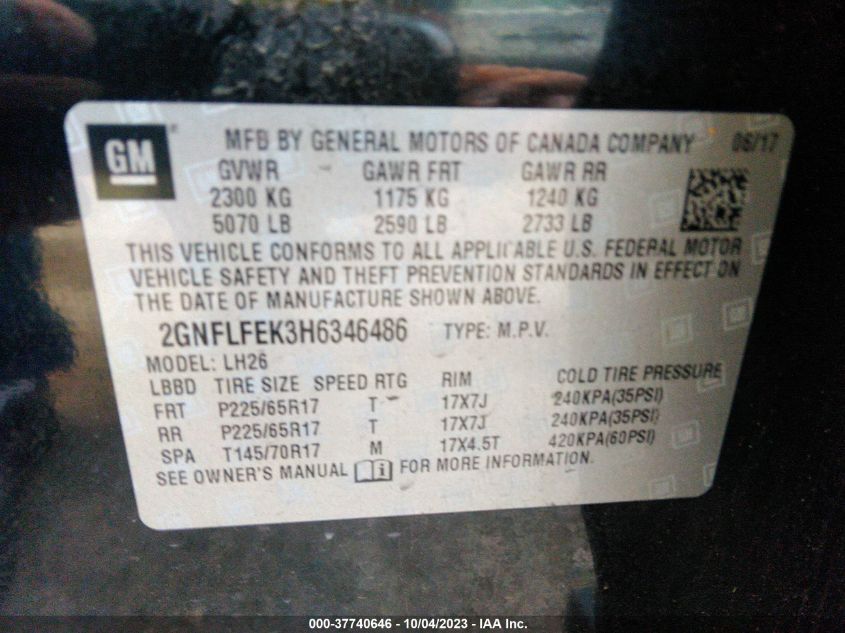 GM ® MFB BY GENERAL MOTORS OF CANADA COMPANY 06/17
GVWR GAWR FRT GAWR RR
2300 KG 1175 KG 1240 KG
5070 LB 2590 LB 2733 LB
THIS VEHICLE CONFORMS TO ALL APPLICABLE U.S. FEDERAL MOTOR
VEHICLE SAFETY AND THEFT PREVENTION STANDARDS IN EFFECT ON
THE DATE OF MANUFACTURE SHOWN ABOVE.
2GNFLFEK3H6346486 TYPE: M.P.V.
MODEL: LH26
LBBD TIRE SIZE SPEED RTG RIM COLD TIRE PRESSURE
FRT P225/65R17 T 17X7J 240KPA(35PSI)
RR P225/65R17 T 17X7J 240KPA(35PSI)
SPA T145/70R17 M 17X4.5T 420KPA(60PSI)
SEE OWNER'S MANUAL i FOR MORE INFORMATION.
000-37740646 - 10/04/2023 - IAA Inc.